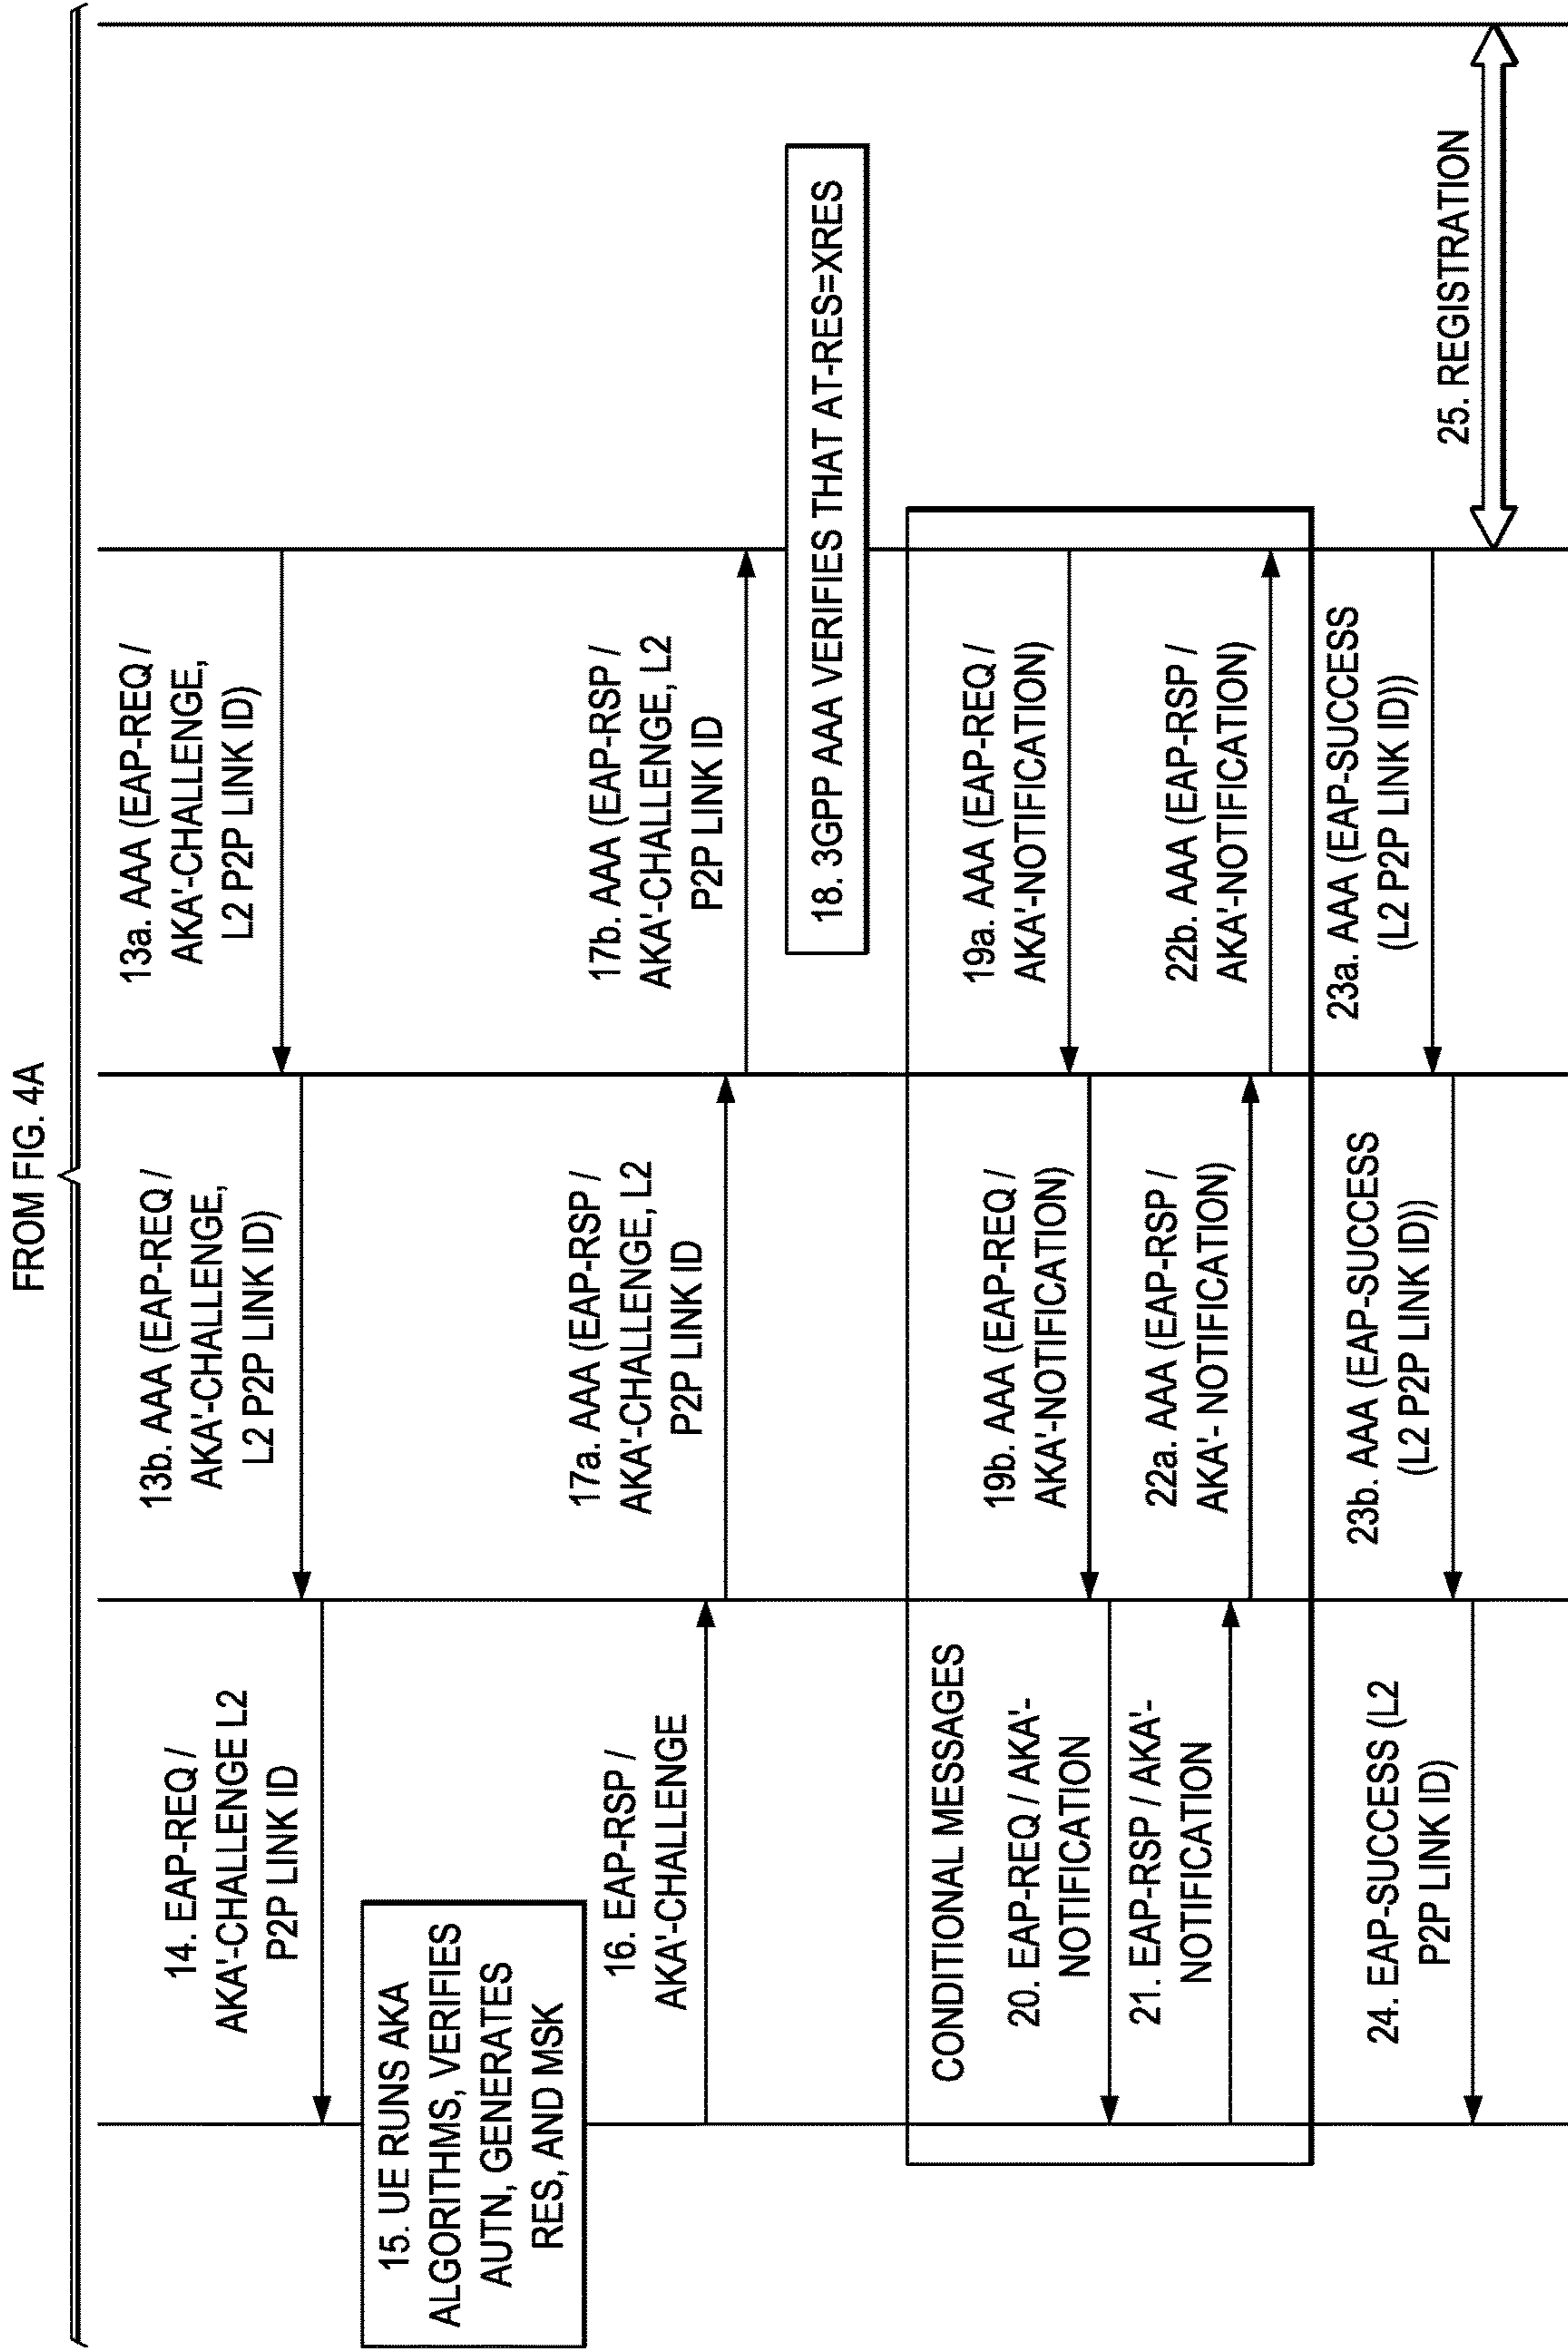 FROM FIG. 4A
13a. AAA (EAP-REQ /
AKA'-CHALLENGE,
L2 P2P LINK ID)
13b. AAA (EAP-REQ /
AKA'-CHALLENGE,
L2 P2P LINK ID)
14. EAP-REQ /
AKA'-CHALLENGE L2
P2P LINK ID
15. UE RUNS AKA
ALGORITHMS, VERIFIES
AUTN, GENERATES
RES, AND MSK
16. EAP-RSP /
AKA'-CHALLENGE
17a. AAA (EAP-RSP /
AKA'-CHALLENGE, L2
P2P LINK ID
17b. AAA (EAP-RSP /
AKA'-CHALLENGE, L2
P2P LINK ID
18. 3GPP AAA VERIFIES THAT AT-RES=XRES
CONDITIONAL MESSAGES
19a. AAA (EAP-REQ /
AKA'-NOTIFICATION)
19b. AAA (EAP-REQ /
AKA'-NOTIFICATION)
20. EAP-REQ / AKA'-
NOTIFICATION
21. EAP-RSP / AKA'-
NOTIFICATION
22a. AAA (EAP-RSP /
AKA'- NOTIFICATION)
22b. AAA (EAP-RSP /
AKA'-NOTIFICATION)
23a. AAA (EAP-SUCCESS
(L2 P2P LINK ID))
23b. AAA (EAP-SUCCESS
(L2 P2P LINK ID))
24. EAP-SUCCESS (L2
P2P LINK ID)
25. REGISTRATION